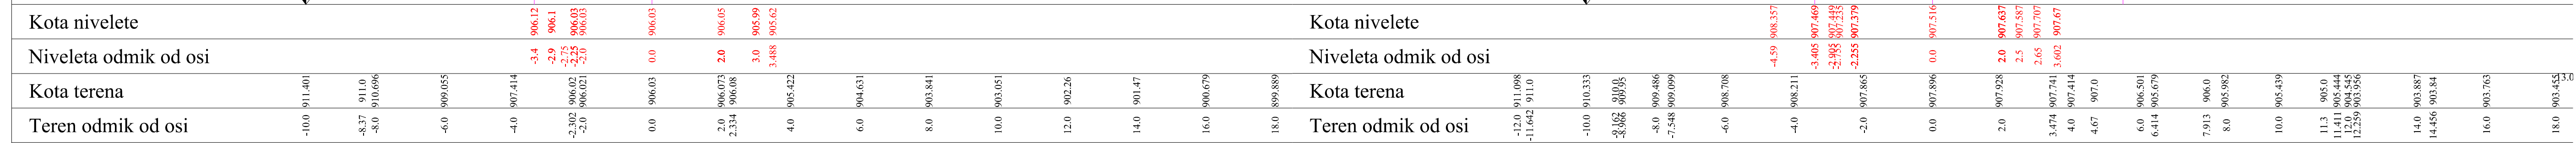 Kota nivelete 906.12 906.1 906.03 906.03 906.03 906.05 905.99 905.62
Niveleta odmik od osi -3.4 -2.9 -2.75 -2.25 -2.0 0.0 2.0 3.0 3.488
Kota terena 911.401 911.0 910.696 909.055 907.414 906.02 906.021 906.03 906.073 906.08 905.422 904.631 903.841 903.051 902.26 901.47 900.679 899.889
Teren odmik od osi -10.0 -8.37 -8.0 -6.0 -4.0 -2.302 -2.0 0.0 2.0 2.334 4.0 6.0 8.0 10.0 12.0 14.0 16.0 18.0
Kota nivelete 908.357 907.469 907.449 907.235 907.379 907.516 907.637 907.587 907.707 907.67
Niveleta odmik od osi -4.59 -3.405 -2.905 -2.755 -2.255 0.0 2.0 2.5 2.65 3.602
Kota terena 911.098 911.0 910.333 910.0 909.95 909.486 909.099 908.708 908.211 907.865 907.896 907.928 907.741 907.414 907.0 906.501 905.679 906.0 905.982 905.439 905.0 905.444 904.545 903.956 903.887 903.84 903.763 903.455
Teren odmik od osi -12.0 -11.642 -10.0 -9.162 -8.966 -8.0 -7.548 -6.0 -4.0 -2.0 0.0 2.0 3.474 4.0 4.67 6.0 6.414 7.913 8.0 10.0 11.3 11.411 12.0 12.259 14.0 14.456 16.0 18.0